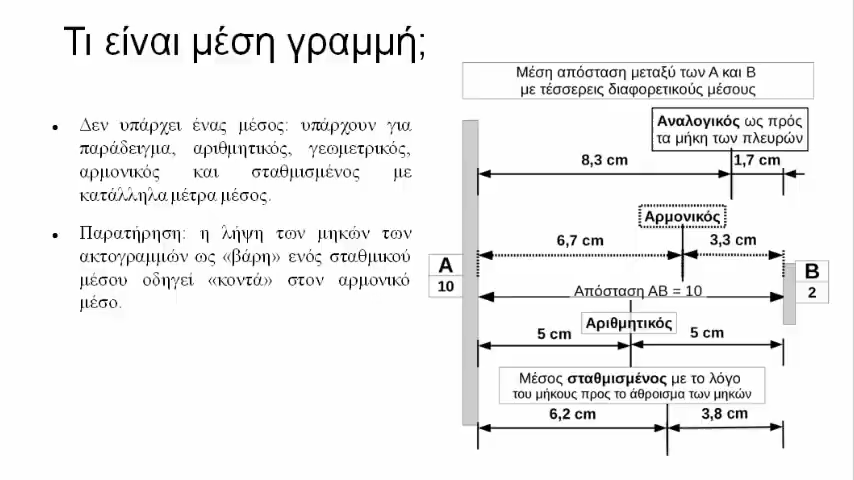 Τι είναι μέση γραμμή;
Δεν υπάρχει ένας μέσος: υπάρχουν για
παράδειγμα, αριθμητικός, γεωμετρικός,
αρμονικός και σταθμισμένος με
κατάλληλα μέτρα μέσος.
Παρατήρηση: η λήψη των μηκών των
ακτογραμμών ως «βάρη» ενός σταθμικού
μέσου οδηγεί «κοντά» στον αρμονικό
μέσο.
Μέση απόσταση μεταξύ των Α και Β
με τέσσερεις διαφορετικούς μέσους
Αναλογικός ως πρός
τα μήκη των πλευρών
8,3 cm
1,7 cm
Αρμονικός
6,7 cm
3,3 cm
A
10
B
2
Απόσταση ΑΒ = 10
Αριθμητικός
5 cm
5 cm
Μέσος σταθμισμένος με το λόγο
του μήκους προς το άθροισμα των μηκών
6,2 cm
3,8 cm